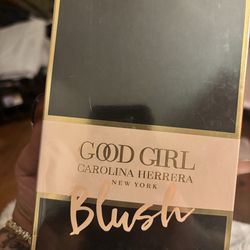 GOOD GIRL
CAROLINA HERRERA
NEW YORK
Blush